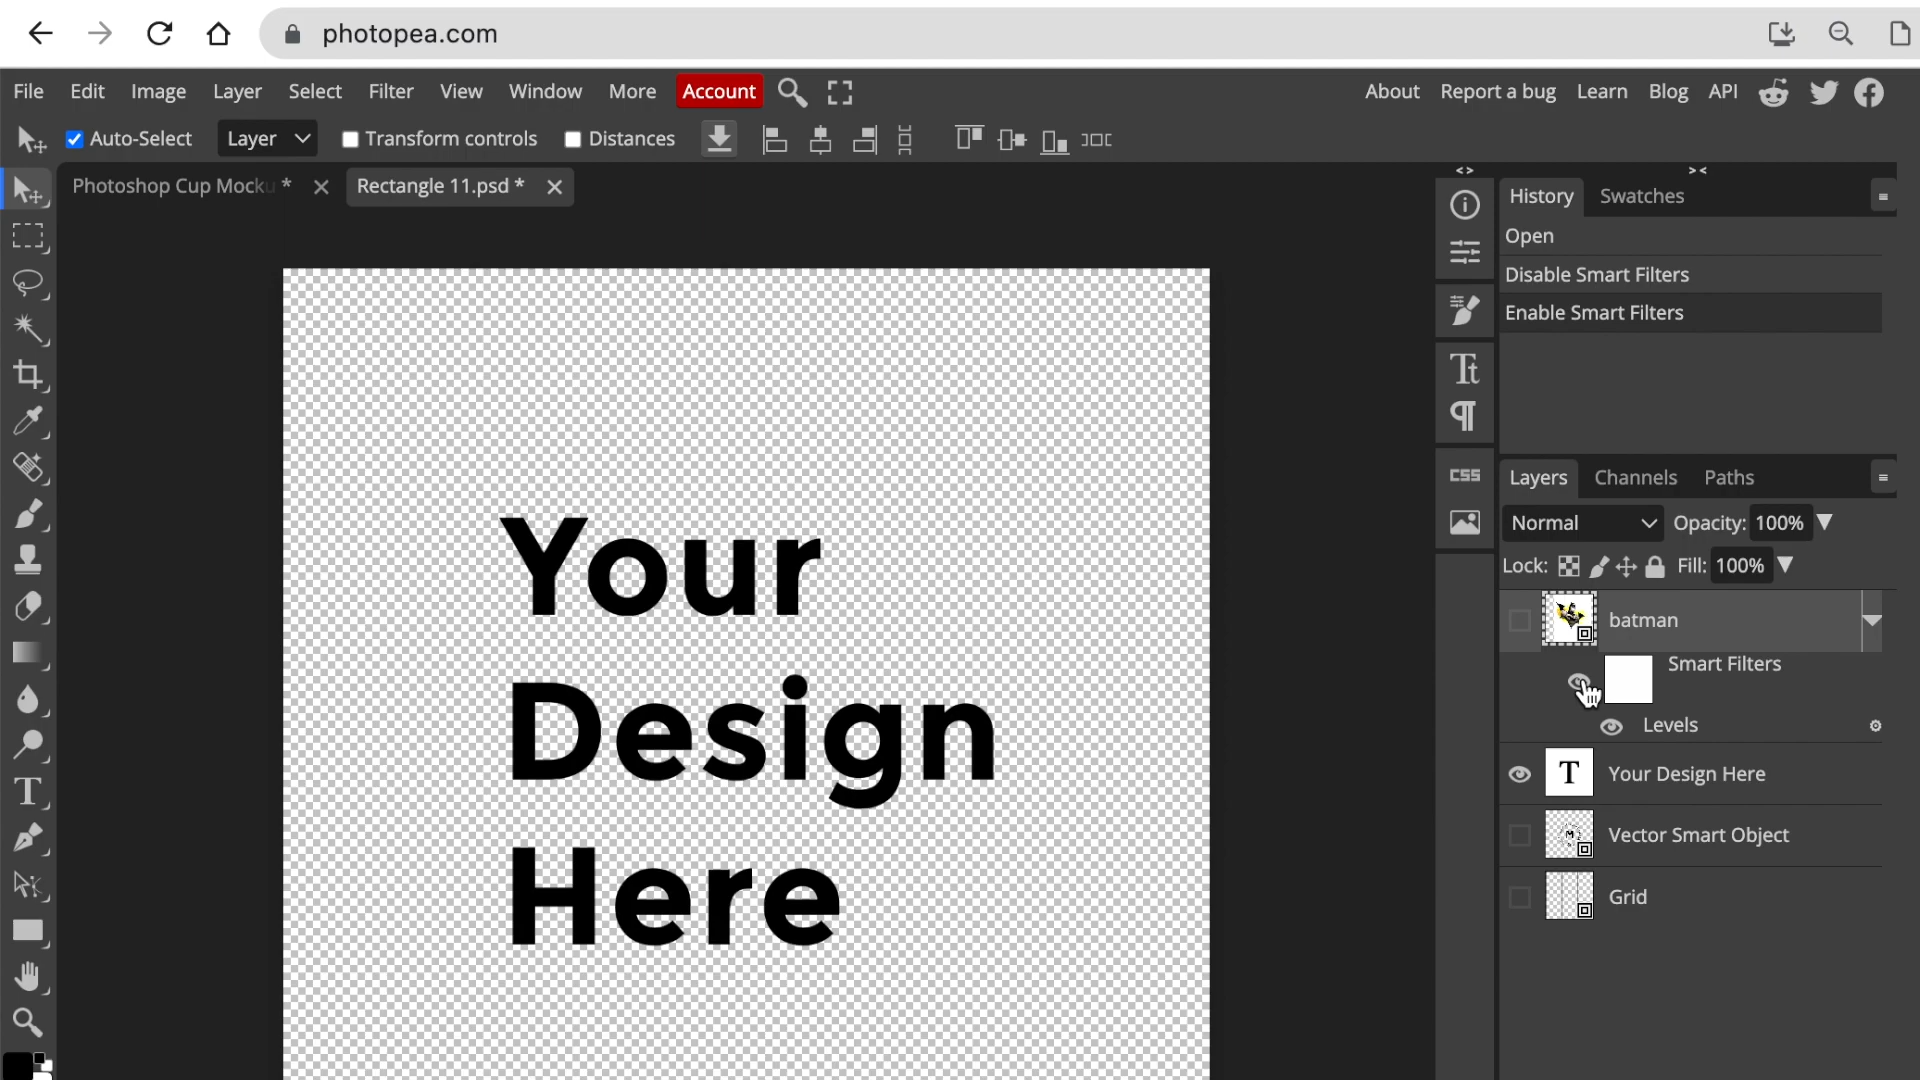 photopea.com
File Edit Image Layer Select Filter View Window More Account About Report a bug Learn Blog API
Auto-Select Layer Transform controls Distances
Photoshop Cup Mocku * Rectangle 11.psd *
History Swatches
Open
Disable Smart Filters
Enable Smart Filters
Tt
CSS
Layers Channels Paths
Normal Opacity: 100%
Lock: Fill: 100%
batman
Smart Filters
Levels
T Your Design Here
M Vector Smart Object
Grid
Your
Design
Here